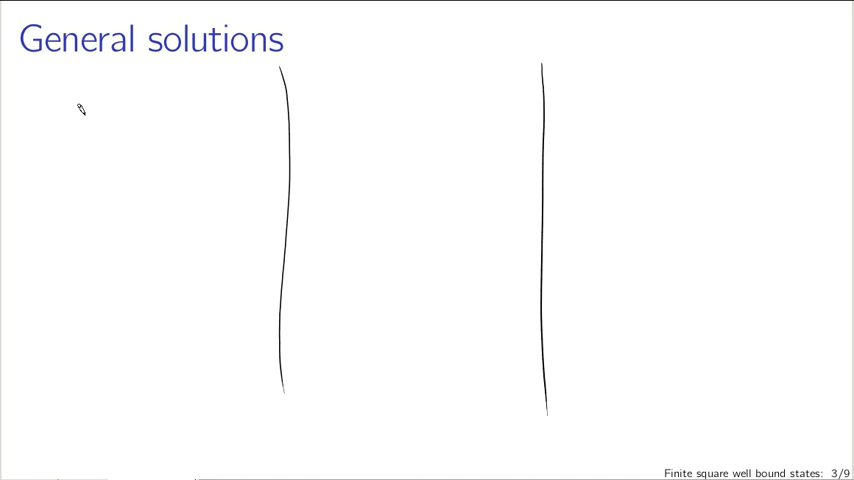 General solutions
Finite square well bound states: 3/9